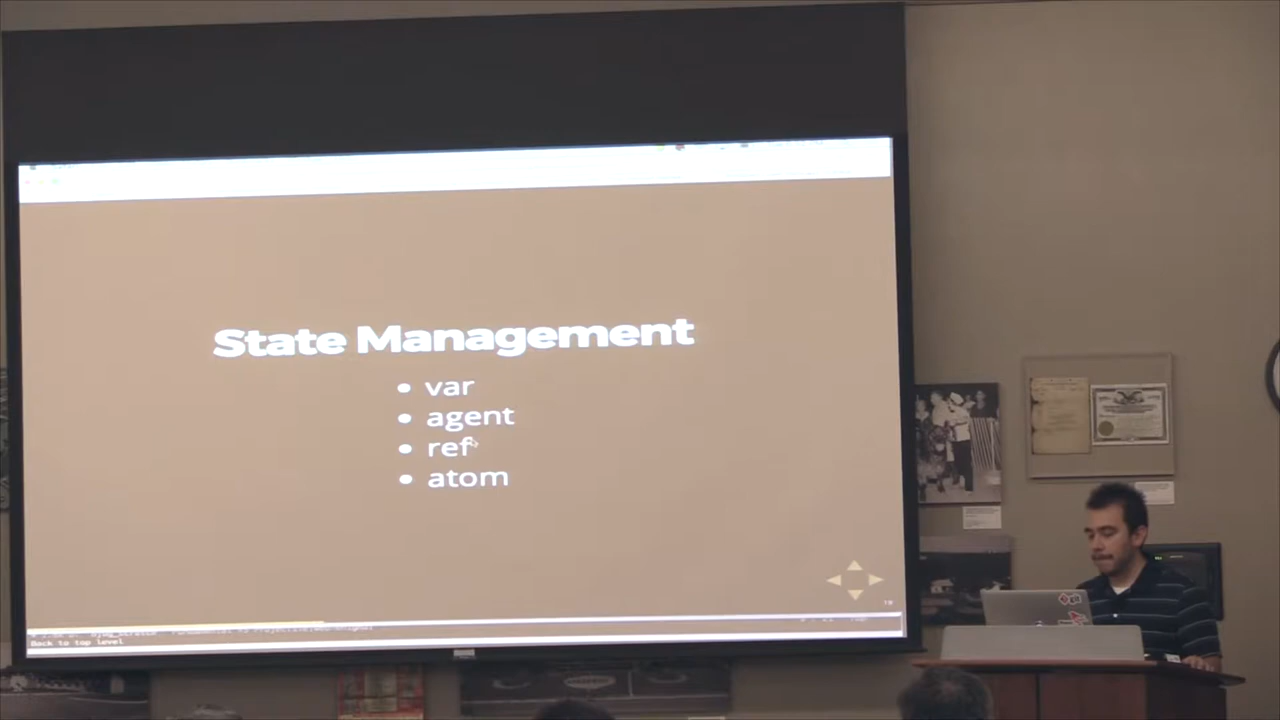 State Management
• var
• agent
• ref
• atom
Back to top level